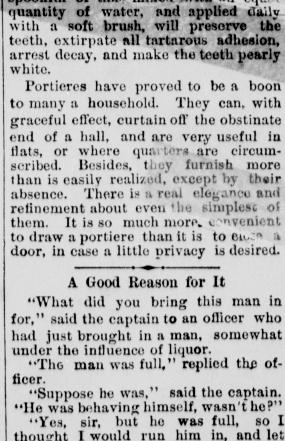 quantity of water, and applied daily
with a soft brush, will preserve the
teeth, extirpate all tartarous adhesion,
arrest decay, and make the teeth pearly
white.
Portieres have proved to be a boon
to many a household. They can, with
graceful effect, curtain off the obstinate
end of a hall, and are very useful in
flats, or where quarters are circum-
scribed. Besides, they furnish more
than is easily realized, except by their
absence. There is a real elegance and
refinement about even the simplest of
them. It is so much more convenient
to draw a portiere than it is to close a
door, in case a little privacy is desired.
A Good Reason for It
"What did you bring this man in
for," said the captain to an officer who
had just brought in a man, somewhat
under the influence of liquor.
"The man was full," replied the of-
ficer.
"Suppose he was," said the captain.
"He was behaving himself, wasn't he?"
"Yes, sir, but he was full, so I
thought I would run him in, and let